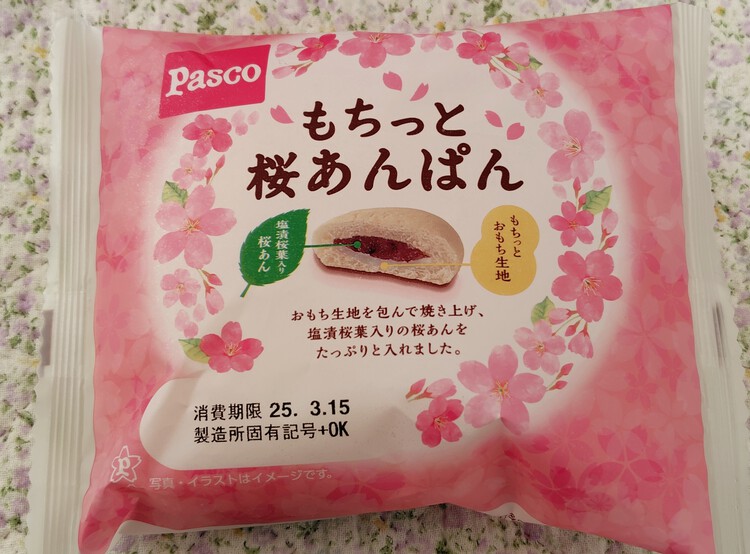 Pasco
もちっと
桜あんぱん
塩漬桜葉入り
桜あん
もちっと
おもち生地
おもち生地を包んで焼き上げ、
塩漬桜葉入りの桜あんを
たっぷりと入れました。
消費期限 25. 3.15
製造所固有記号+OK
P
写真・イラストはイメージです。